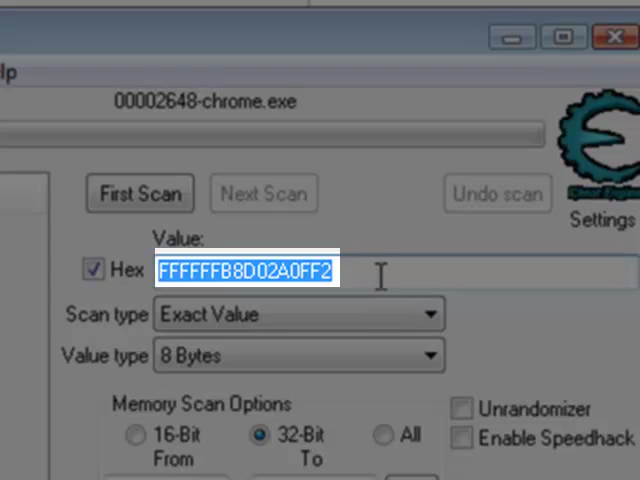 lp
00002648-chrome.exe
First Scan
Next Scan
Undo scan
Settings
Value:
Hex
FFFFFFB8D02A0FF2
Scan type
Exact Value
Value type
8 Bytes
Memory Scan Options
16-Bit
32-Bit
All
From
To
Unrandomizer
Enable Speedhack